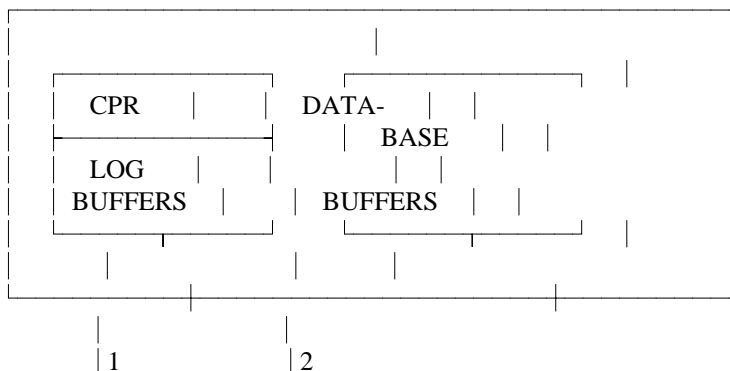 CPR DATA-
BASE
LOG
BUFFERS BUFFERS
1 2